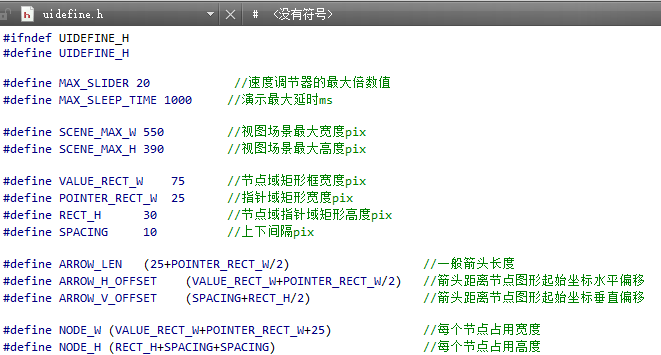 uidefine.h # <没有符号>
#ifndef UIDEFINE_H
#define UIDEFINE_H
#define MAX_SLIDER 20 //速度调节器的最大倍数值
#define MAX_SLEEP_TIME 1000 //演示最大延时ms
#define SCENE_MAX_W 550 //视图场景最大宽度pix
#define SCENE_MAX_H 390 //视图场景最大高度pix
#define VALUE_RECT_W 75 //节点域矩形框宽度pix
#define POINTER_RECT_W 25 //指针域矩形宽度pix
#define RECT_H 30 //节点域指针域矩形高度pix
#define SPACING 10 //上下间隔pix
#define ARROW_LEN (25+POINTER_RECT_W/2) //一般箭头长度
#define ARROW_H_OFFSET (VALUE_RECT_W+POINTER_RECT_W/2) //箭头距离节点图形起始坐标水平偏移
#define ARROW_V_OFFSET (SPACING+RECT_H/2) //箭头距离节点图形起始坐标垂直偏移
#define NODE_W (VALUE_RECT_W+POINTER_RECT_W+25) //每个节点占用宽度
#define NODE_H (RECT_H+SPACING+SPACING) //每个节点占用高度